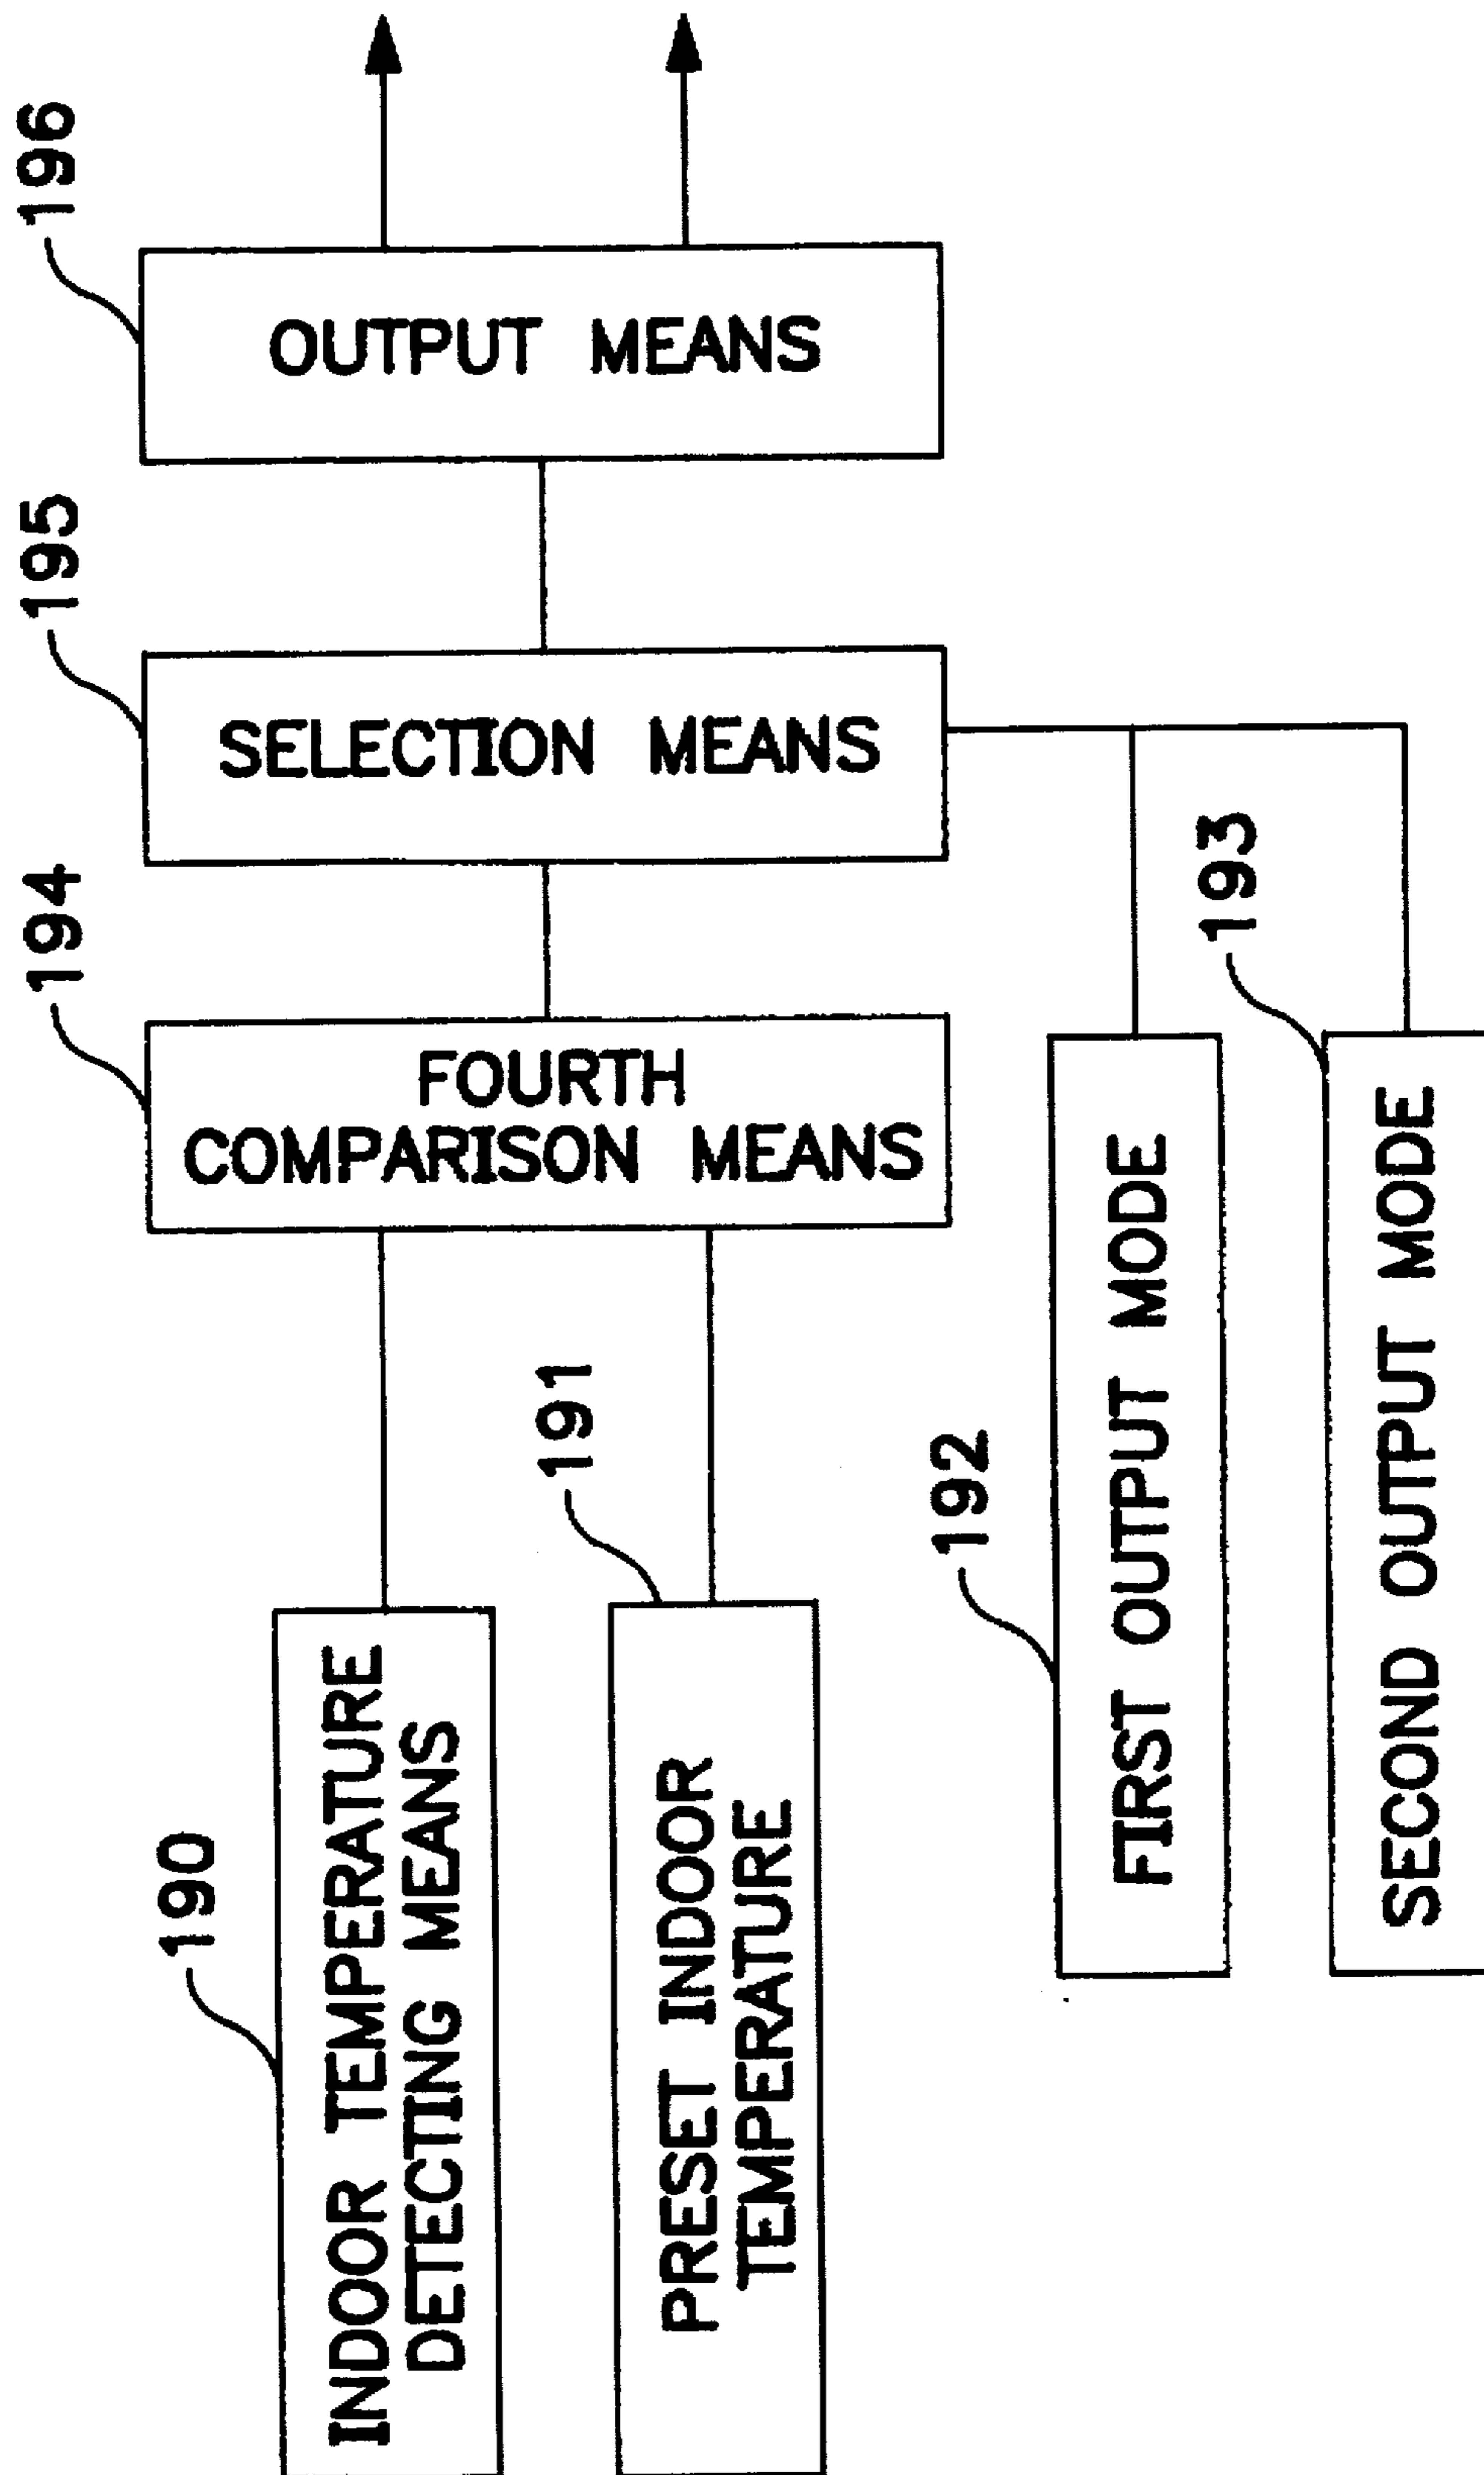 196
OUTPUT MEANS
195
SELECTION MEANS
194
FOURTH
COMPARISON MEANS
190
INDOOR TEMPERATURE
DETECTING MEANS
191
PRESET INDOOR
TEMPERATURE
192
FIRST OUTPUT MODE
193
SECOND OUTPUT MODE